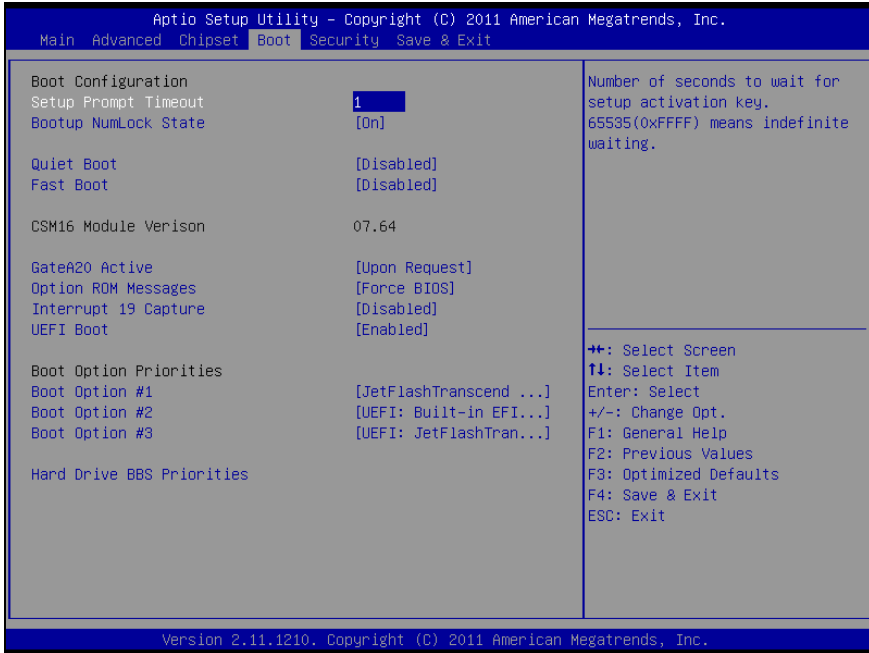 Aptio Setup Utility – Copyright (C) 2011 American Megatrends, Inc.
Main Advanced Chipset Boot Security Save & Exit
Boot Configuration
Setup Prompt Timeout 1
Bootup NumLock State [On]
Quiet Boot [Disabled]
Fast Boot [Disabled]
CSM16 Module Verison 07.64
GateA20 Active [Upon Request]
Option ROM Messages [Force BIOS]
Interrupt 19 Capture [Disabled]
UEFI Boot [Enabled]
Boot Option Priorities
Boot Option #1 [JetFlashTranscend ...]
Boot Option #2 [UEFI: Built-in EFI...]
Boot Option #3 [UEFI: JetFlashTran...]
Hard Drive BBS Priorities
Number of seconds to wait for
setup activation key.
65535(0xFFFF) means indefinite
waiting.
→←: Select Screen
↑↓: Select Item
Enter: Select
+/-: Change Opt.
F1: General Help
F2: Previous Values
F3: Optimized Defaults
F4: Save & Exit
ESC: Exit
Version 2.11.1210. Copyright (C) 2011 American Megatrends, Inc.